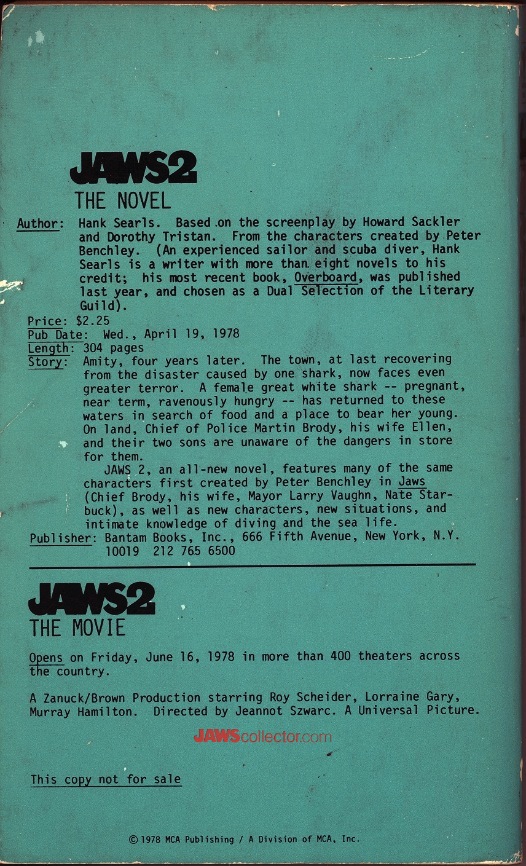 JAWS2
THE NOVEL
Author: Hank Searls. Based on the screenplay by Howard Sackler
and Dorothy Tristan. From the characters created by Peter
Benchley. (An experienced sailor and scuba diver, Hank
Searls is a writer with more than eight novels to his
credit; his most recent book, Overboard, was published
last year, and chosen as a Dual Selection of the Literary
Guild).
Price: $2.25
Pub Date: Wed., April 19, 1978
Length: 304 pages
Story: Amity, four years later. The town, at last recovering
from the disaster caused by one shark, now faces even
greater terror. A female great white shark -- pregnant,
near term, ravenously hungry -- has returned to these
waters in search of food and a place to bear her young.
On land, Chief of Police Martin Brody, his wife Ellen,
and their two sons are unaware of the dangers in store
for them.
JAWS 2, an all-new novel, features many of the same
characters first created by Peter Benchley in Jaws
(Chief Brody, his wife, Mayor Larry Vaughn, Nate Star-
buck), as well as new characters, new situations, and
intimate knowledge of diving and the sea life.
Publisher: Bantam Books, Inc., 666 Fifth Avenue, New York, N.Y.
10019 212 765 6500
JAWS2
THE MOVIE
Opens on Friday, June 16, 1978 in more than 400 theaters across
the country.
A Zanuck/Brown Production starring Roy Scheider, Lorraine Gary,
Murray Hamilton. Directed by Jeannot Szwarc. A Universal Picture.
JAWScollector.com
This copy not for sale
©1978 MCA Publishing / A Division of MCA, Inc.